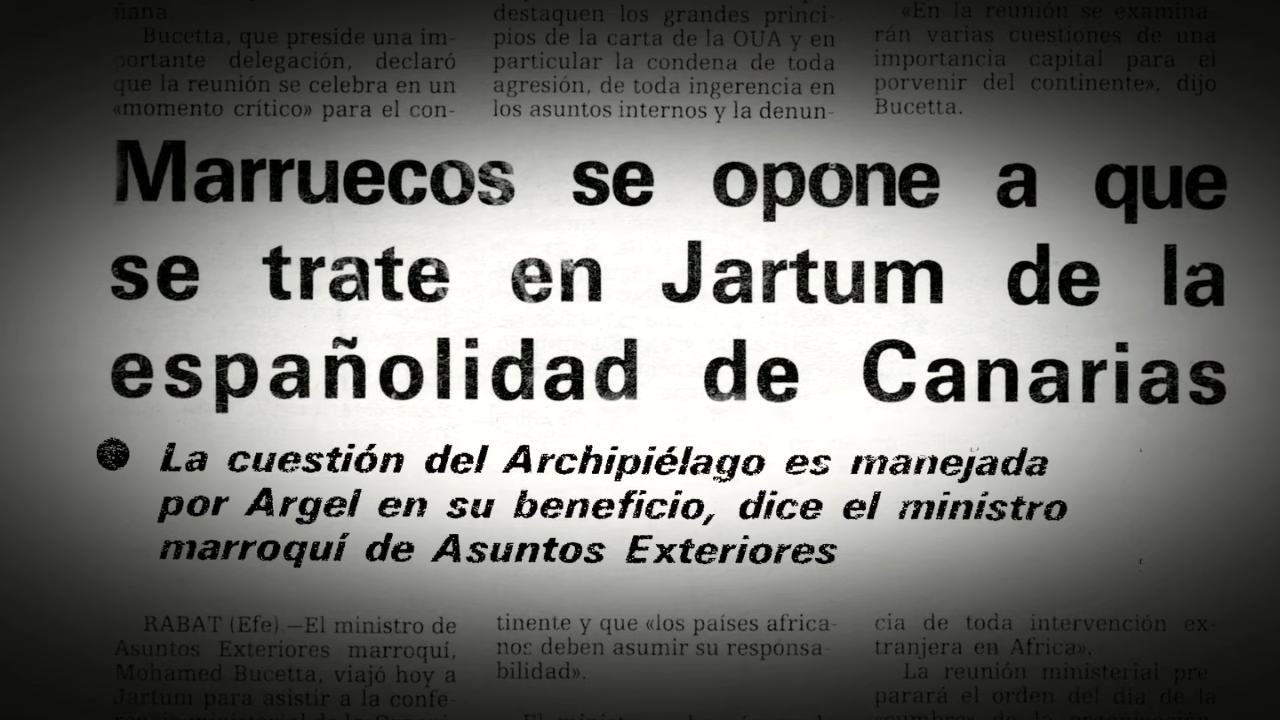 ñana.
Bucetta, que preside una im-
portante delegación, declaró
que la reunión se celebra en un
«momento crítico» para el con-
destaquen los grandes princi-
pios de la carta de la OUA y en
particular la condena de toda
agresión, de toda ingerencia en
los asuntos internos y la denun-
«En la reunión se examina-
rán varias cuestiones de una
importancia capital para el
porvenir del continente», dijo
Bucetta.
Marruecos se opone a que
se trate en Jartum de la
españolidad de Canarias
La cuestión del Archipiélago es manejada
por Argel en su beneficio, dice el ministro
marroquí de Asuntos Exteriores
RABAT (Efe).—El ministro de
Asuntos Exteriores marroquí,
Mohamed Bucetta, viajó hoy a
Jartum para asistir a la confe-
tinente y que «los países africa-
nos deben asumir su responsa-
bilidad».
cia de toda intervención ex-
tranjera en Africa».
La reunión ministerial pre-
parará el orden del día de la